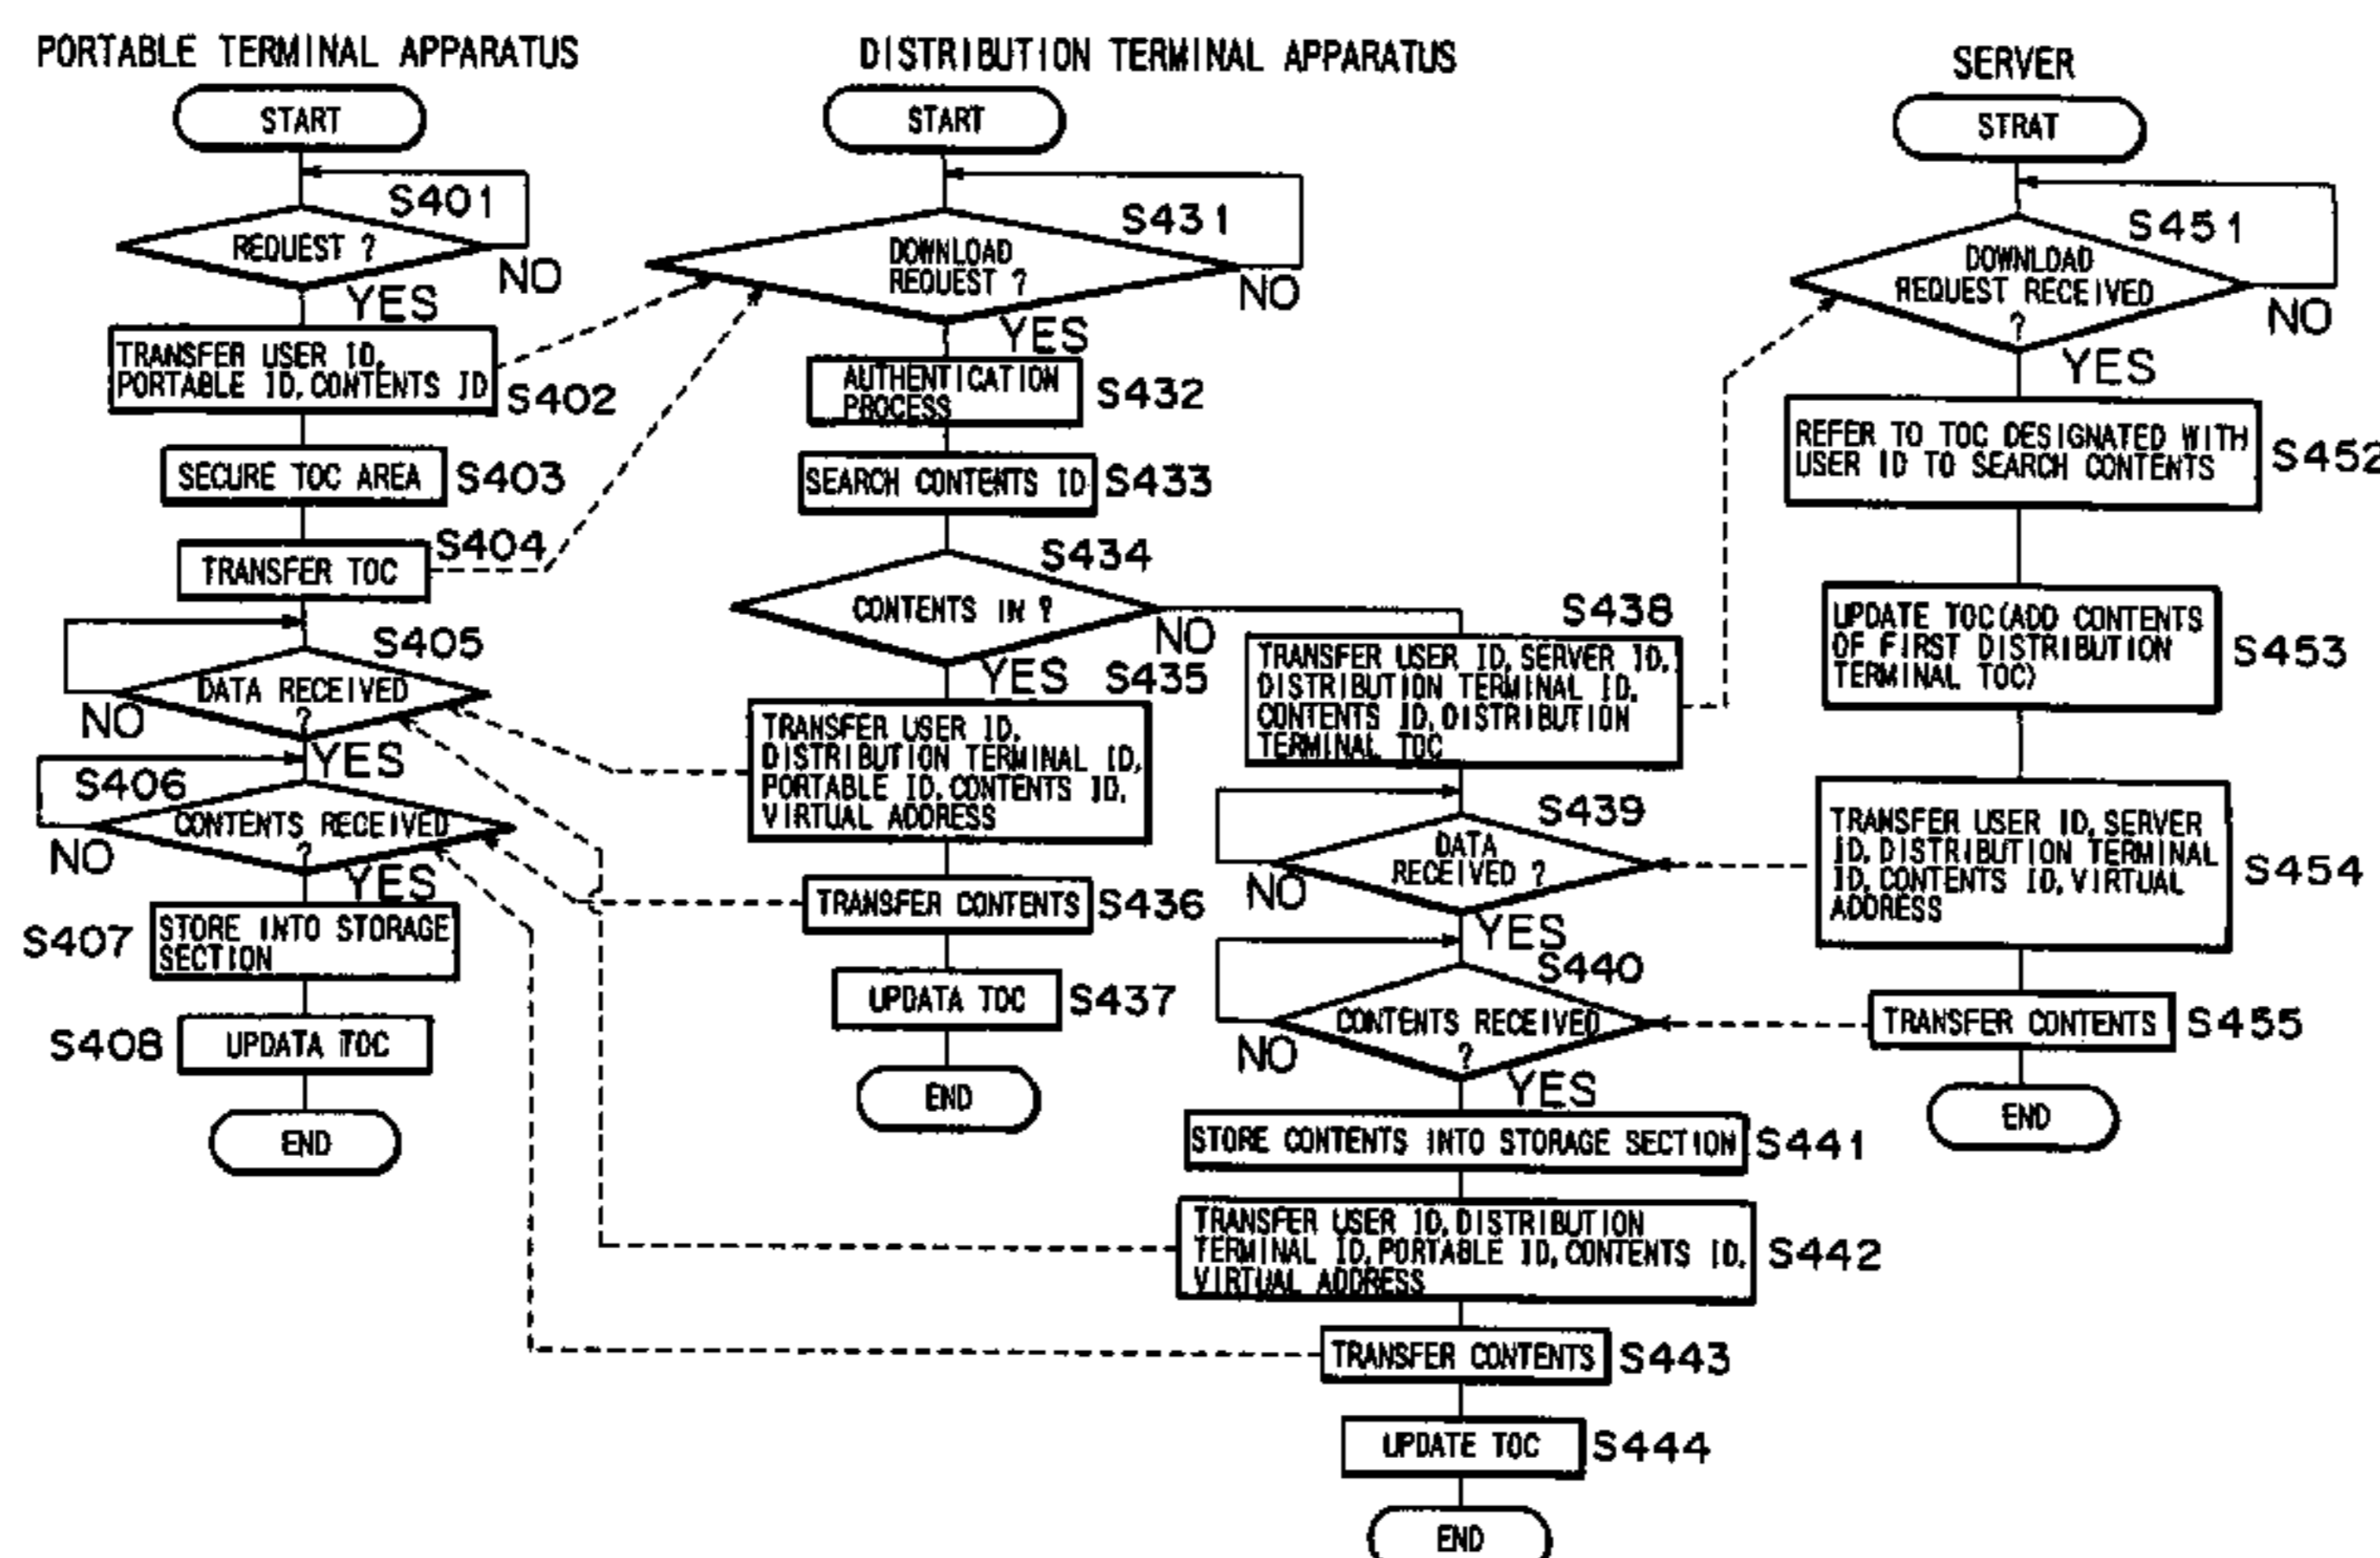 PORTABLE TERMINAL APPARATUS
START
S401
REQUEST ?
NO
YES
TRANSFER USER ID,
PORTABLE ID, CONTENTS ID
S402
SECURE TOC AREA
S403
S404
TRANSFER TOC
S405
DATA RECEIVED
?
NO
YES
S406
CONTENTS RECEIVED
?
NO
YES
S407
STORE INTO STORAGE
SECTION
S408
UPDATA TOC
END
DISTRIBUTION TERMINAL APPARATUS
START
S431
DOWNLOAD
REQUEST ?
NO
YES
AUTHENTICATION
PROCESS
S432
SEARCH CONTENTS ID
S433
S434
CONTENTS IN ?
NO
YES
S435
TRANSFER USER ID,
DISTRIBUTION TERMINAL ID,
PORTABLE ID, CONTENTS ID,
VIRTUAL ADDRESS
TRANSFER CONTENTS
S436
UPDATA TOC
S437
END
S438
TRANSFER USER ID, SERVER ID,
DISTRIBUTION TERMINAL ID,
CONTENTS ID, DISTRIBUTION
TERMINAL TOC
S439
DATA
RECEIVED ?
NO
YES
S440
CONTENTS RECEIVED
?
NO
YES
STORE CONTENTS INTO STORAGE SECTION
S441
TRANSFER USER ID, DISTRIBUTION
TERMINAL ID, PORTABLE ID, CONTENTS ID,
VIRTUAL ADDRESS
S442
TRANSFER CONTENTS
S443
UPDATE TOC
S444
END
SERVER
STRAT
S451
DOWNLOAD
REQUEST RECEIVED
?
NO
YES
REFER TO TOC DESIGNATED WITH
USER ID TO SEARCH CONTENTS
S452
UPDATE TOC(ADD CONTENTS
OF FIRST DISTRIBUTION
TERMINAL TOC)
S453
TRANSFER USER ID, SERVER
ID, DISTRIBUTION TERMINAL
ID, CONTENTS ID, VIRTUAL
ADDRESS
S454
TRANSFER CONTENTS
S455
END